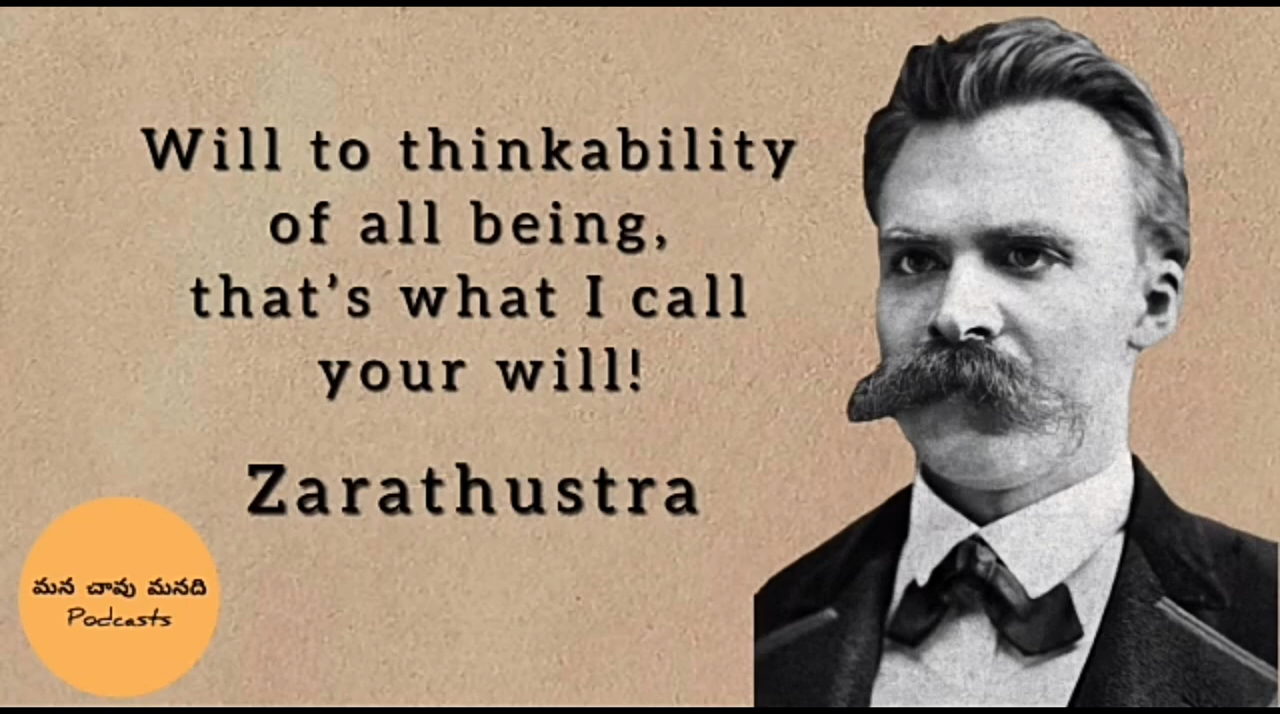 Will to thinkability
of all being,
that's what I call
your will!
Zarathustra
మన చావు మనది
Podcasts